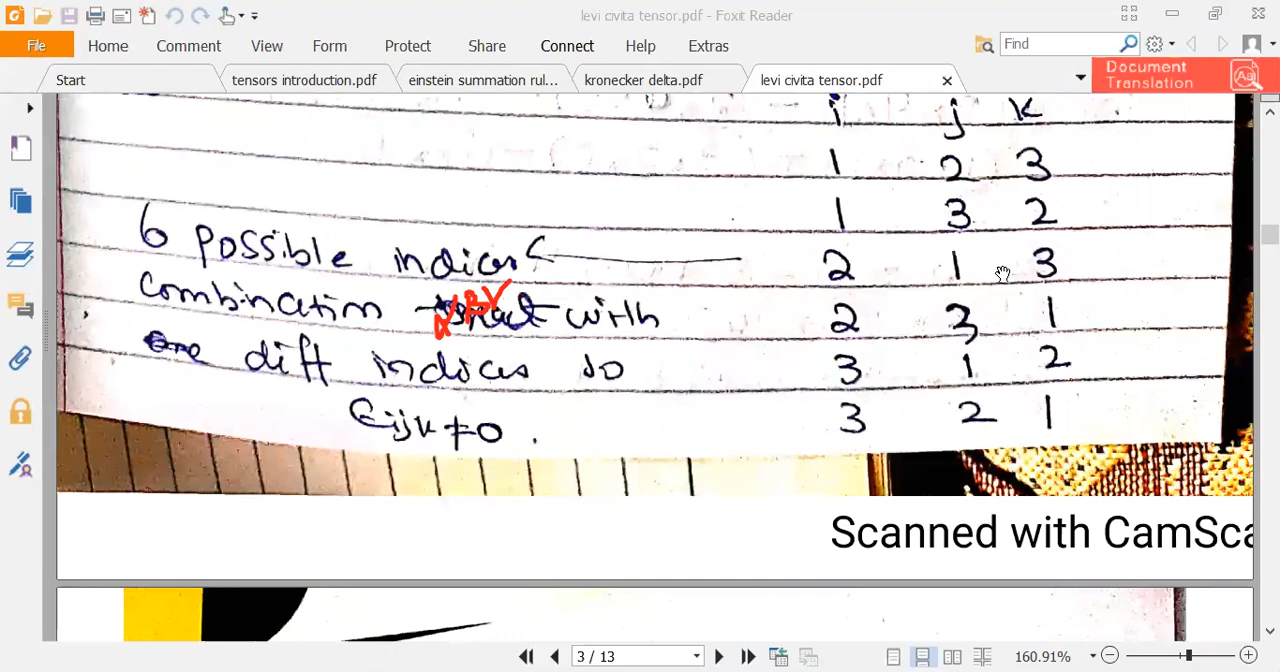 levi civita tensor.pdf - Foxit Reader
File Home Comment View Form Protect Share Connect Help Extras
Find
Start
tensors introduction.pdf
einstein summation rul...
kronecker delta.pdf
levi civita tensor.pdf
Document
Translation
i j k
1 2 3
1 3 2
6 possible indices 2 1 3
combination with 2 3 1
diff indices so 3 1 2
Eijk ≠ 0 . 3 2 1
Scanned with CamSca
3 / 13
160.91%